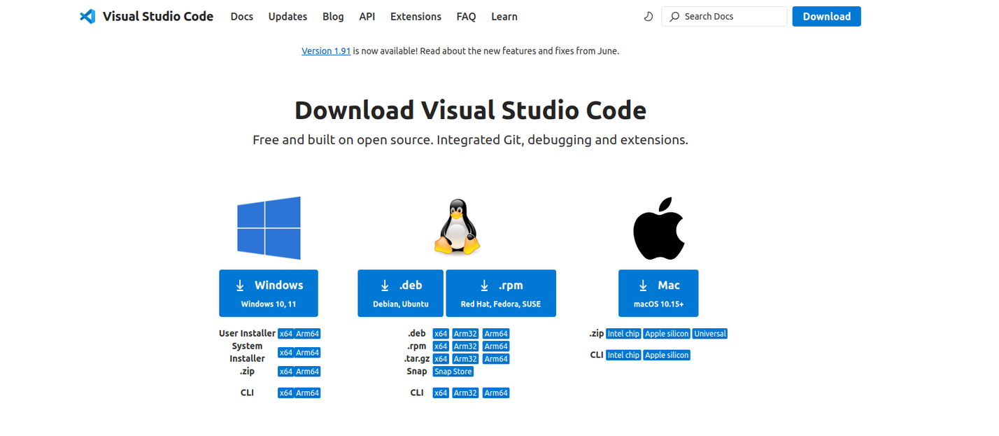 Visual Studio Code Docs Updates Blog API Extensions FAQ Learn Search Docs Download
Version 1.91 is now available! Read about the new features and fixes from June.
Download Visual Studio Code
Free and built on open source. Integrated Git, debugging and extensions.
Windows
Windows 10, 11
User Installer x64 Arm64
System
Installer x64 Arm64
.zip x64 Arm64
CLI x64 Arm64
.deb
Debian, Ubuntu
.rpm
Red Hat, Fedora, SUSE
.deb x64 Arm32 Arm64
.rpm x64 Arm32 Arm64
.tar.gz x64 Arm32 Arm64
Snap Snap Store
CLI x64 Arm32 Arm64
Mac
macOS 10.15+
.zip Intel chip Apple silicon Universal
CLI Intel chip Apple silicon